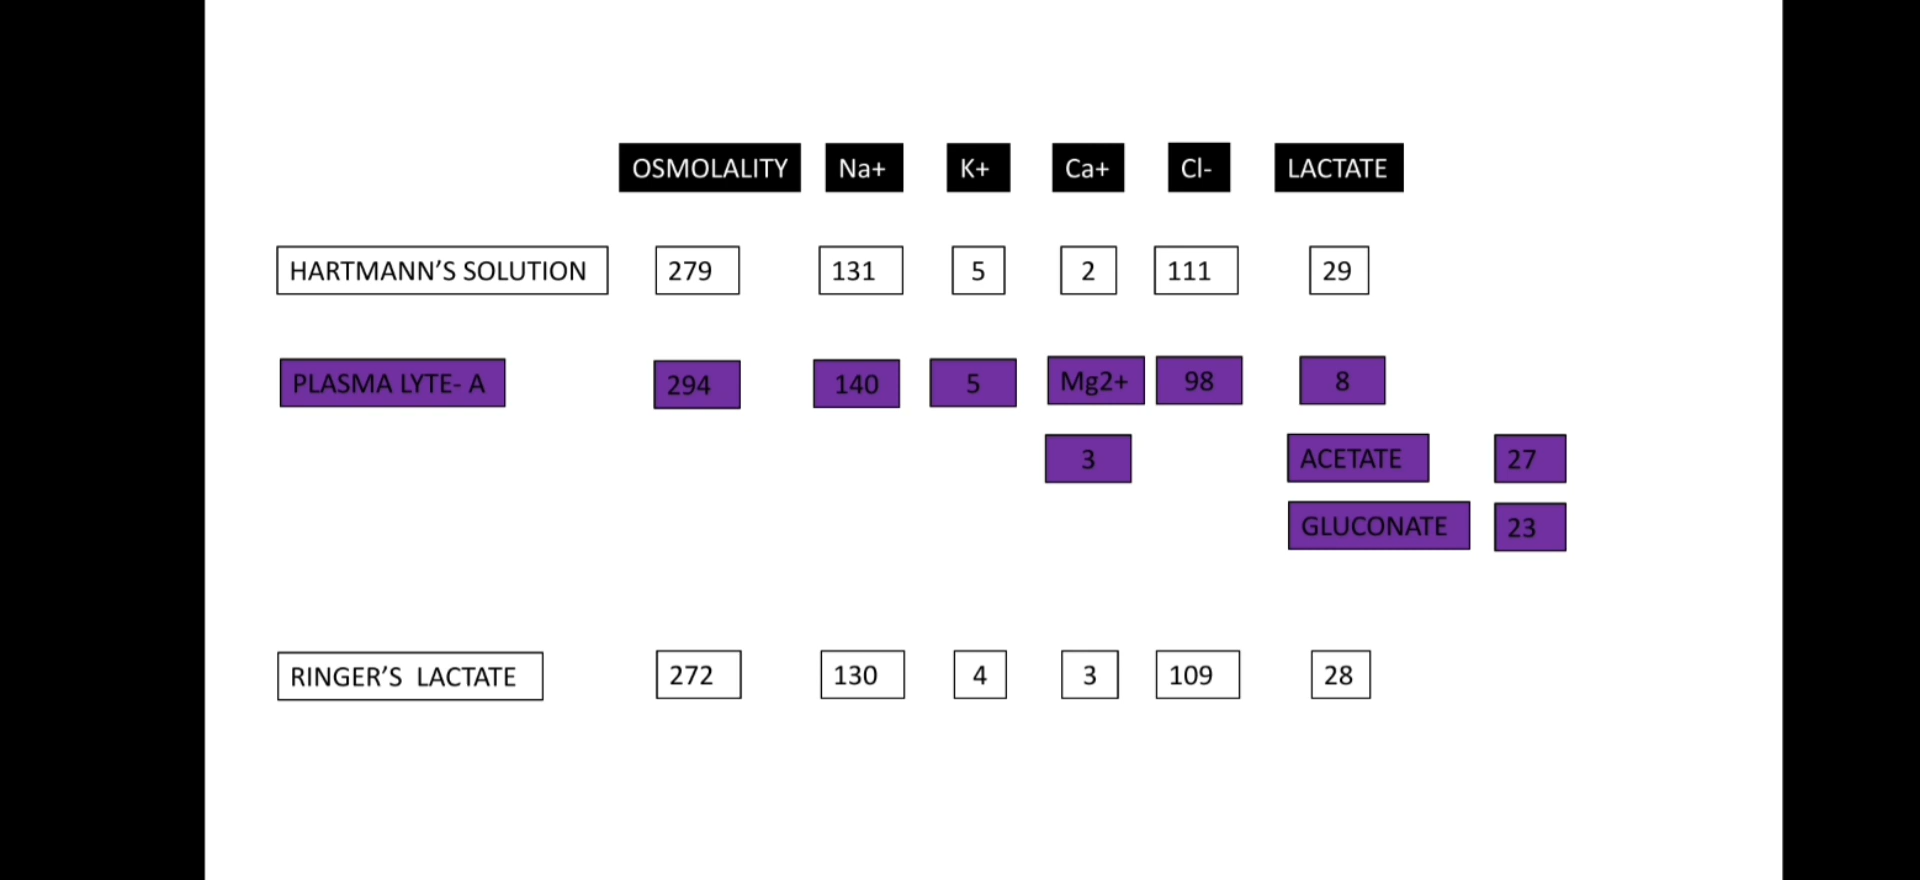 OSMOLALITY Na+ K+ Ca+ Cl- LACTATE
HARTMANN’S SOLUTION 279 131 5 2 111 29
PLASMA LYTE- A 294 140 5 Mg2+ 98 8
3 ACETATE 27
GLUCONATE 23
RINGER’S LACTATE 272 130 4 3 109 28